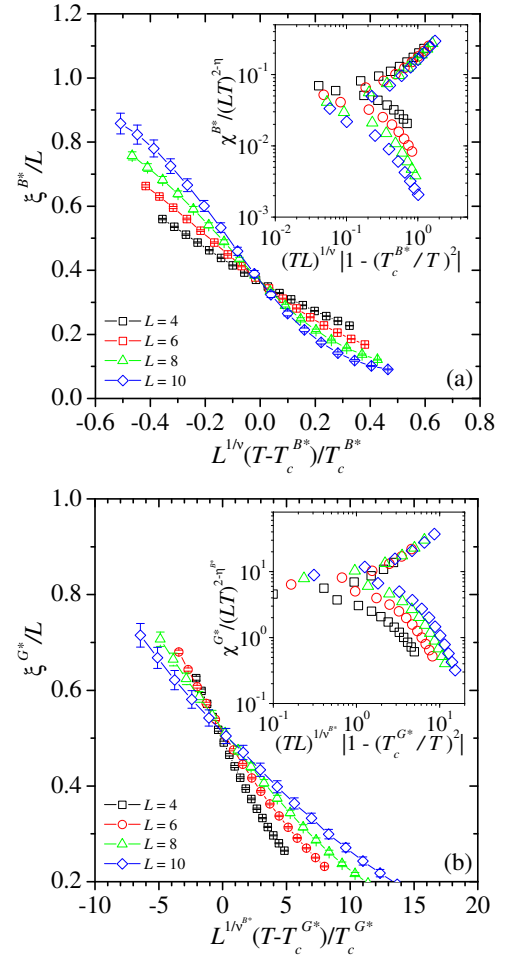 1.2
1.0
0.8
0.6
0.4
0.2
0.0
ξ^{B*}/L
10^{0}
10^{-1}
10^{-2}
10^{-3}
χ^{B*}/(LT)^{2-η}
10^{-1} 10^{0}
(TL)^{1/ν} |1 - (T_c^{B*}/T)^2|
L = 4
L = 6
L = 8
L = 10
(a)
-0.6 -0.4 -0.2 0.0 0.2 0.4 0.6 0.8
L^{1/ν}(T-T_c^{B*})/T_c^{B*}
1.0
0.8
0.6
0.4
0.2
ξ^{G*}/L
10^{1}
10^{0}
10^{-1}
χ^{G*}/(LT)^{2-η^{B*}}
10^{-1} 10^{0} 10^{1}
(TL)^{1/ν^{B*}} |1 - (T_c^{G*}/T)^2|
L = 4
L = 6
L = 8
L = 10
(b)
-10 -5 0 5 10 15 20
L^{1/ν^{B*}}(T-T_c^{G*})/T_c^{G*}